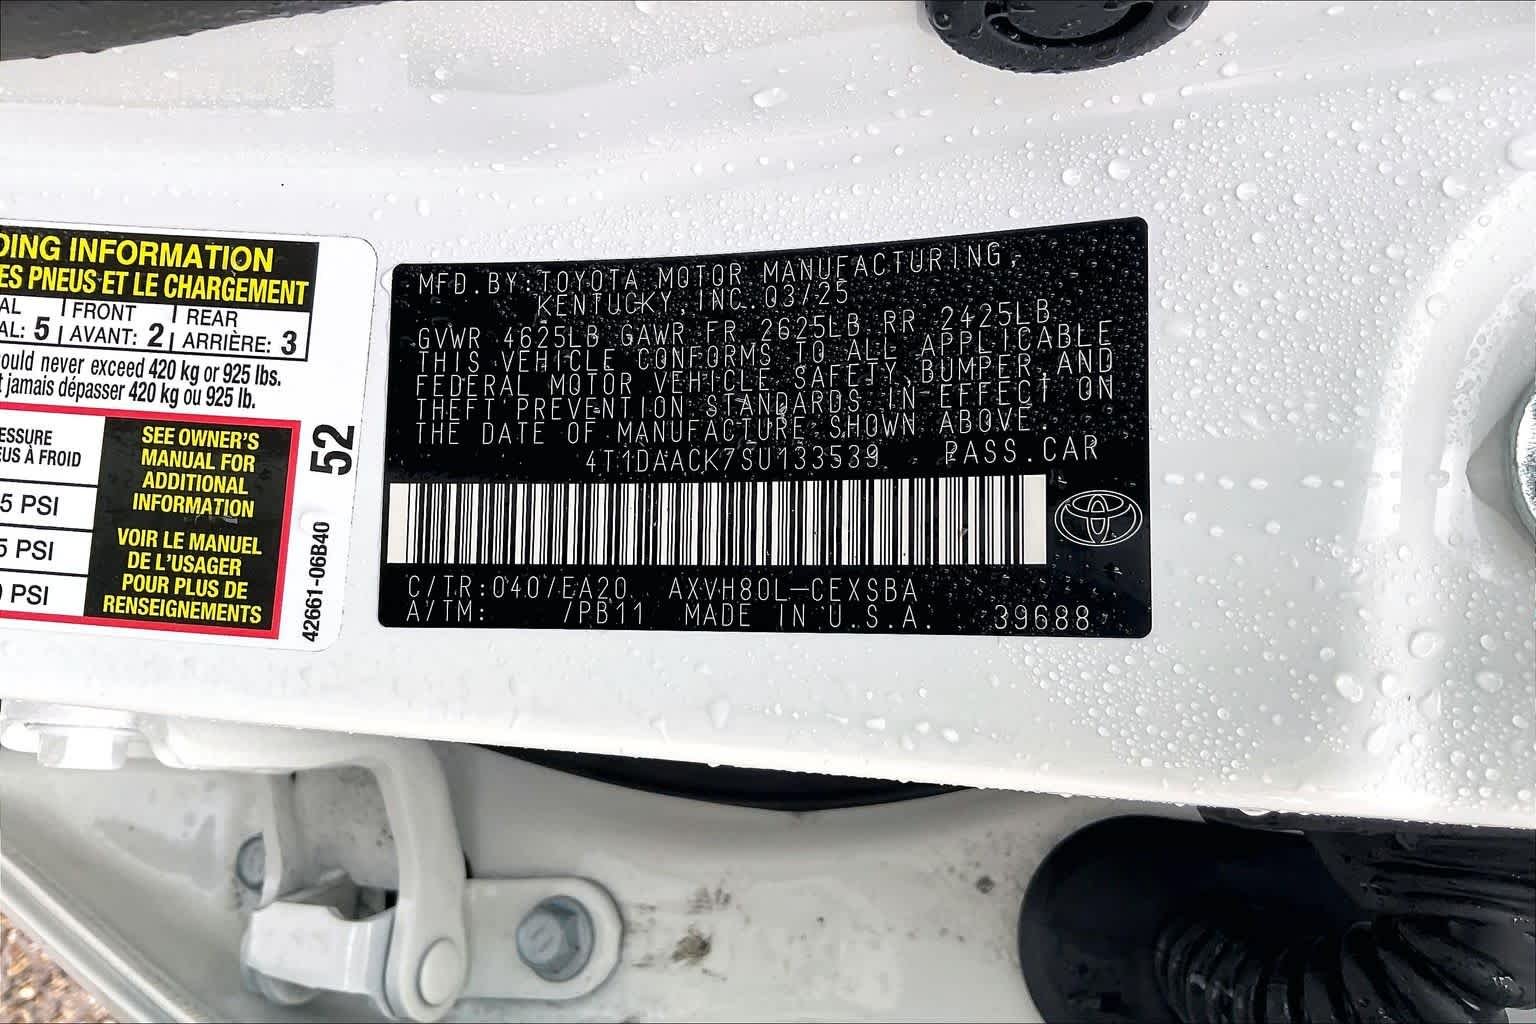 DING INFORMATION
ES PNEUS ET LE CHARGEMENT
AL FRONT REAR
AL: 5 AVANT: 2 ARRIÈRE: 3
ould never exceed 420 kg or 925 lbs.
t jamais dépasser 420 kg ou 925 lb.
ESSURE
EUS À FROID
5 PSI
5 PSI
0 PSI
SEE OWNER'S
MANUAL FOR
ADDITIONAL
INFORMATION
VOIR LE MANUEL
DE L'USAGER
POUR PLUS DE
RENSEIGNEMENTS
52
42661-06B40
MFD.BY:TOYOTA MOTOR MANUFACTURING,
KENTUCKY, INC. 03/25
GVWR 4625LB GAWR FR 2625LB RR 2425LB
THIS VEHICLE CONFORMS TO ALL APPLICABLE
FEDERAL MOTOR VEHICLE SAFETY,BUMPER,AND
THEFT PREVENTION STANDARDS IN EFFECT ON
THE DATE OF MANUFACTURE SHOWN ABOVE.
4T1DAACK7SU133539 PASS.CAR
C/TR:040/EA20 AXVH80L-CEXSBA
A/TM: /PB11 MADE IN U.S.A. 39688